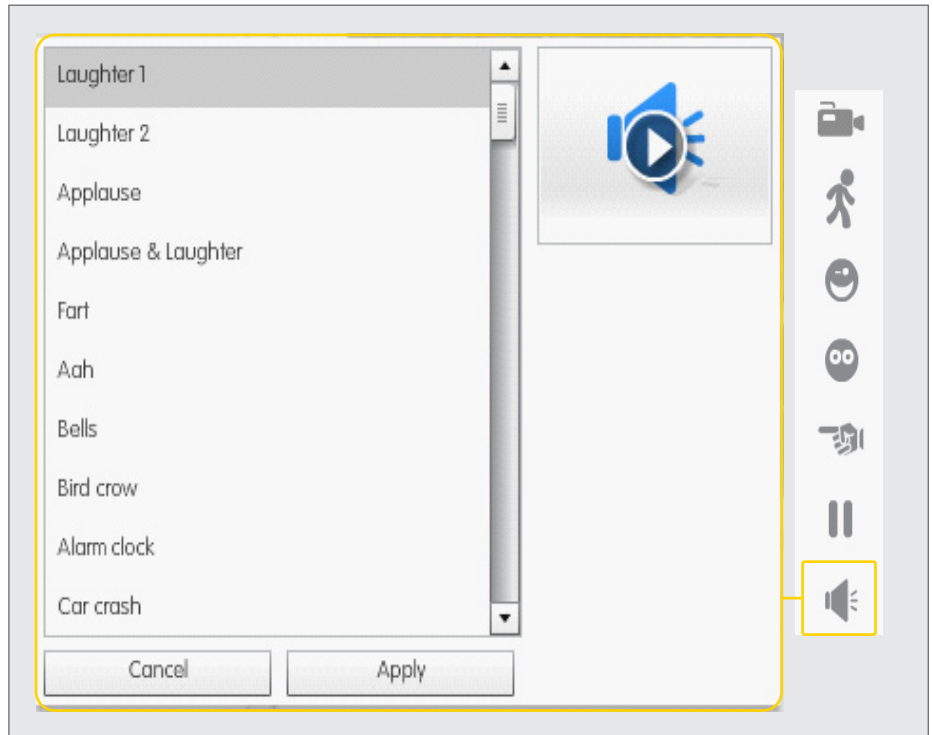 Laughter 1
Laughter 2
Applause
Applause & Laughter
Fart
Aah
Bells
Bird crow
Alarm clock
Car crash
Cancel
Apply